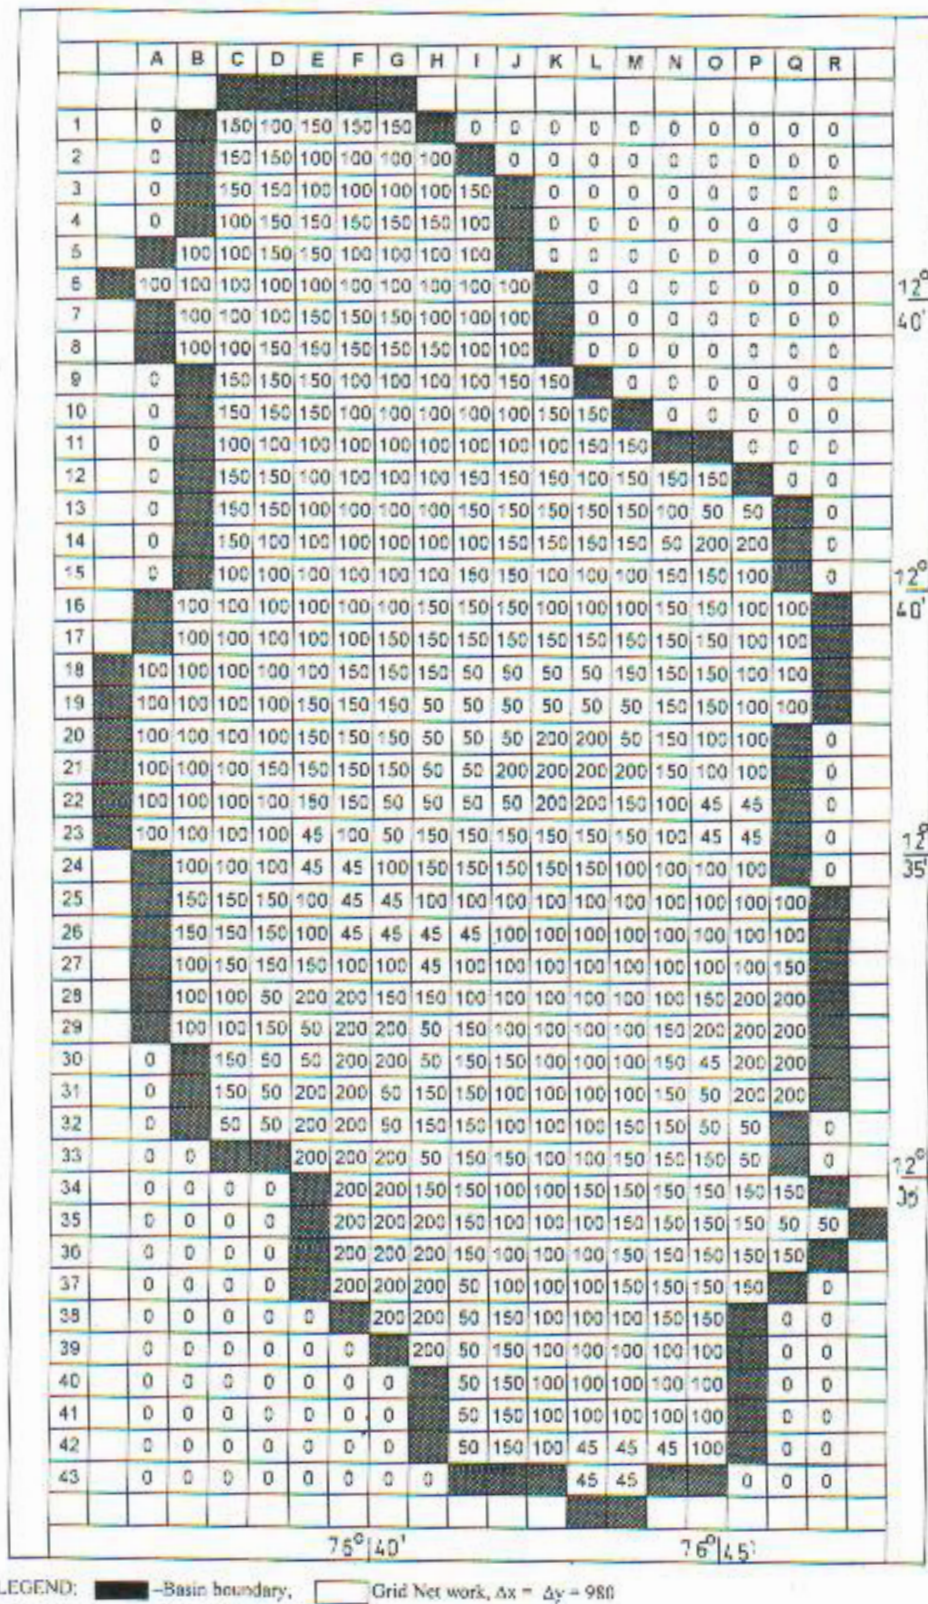 A B C D E F G H I J K L M N O P Q R
1 0 150 100 150 150 150 0 0 0 0 0 0 0 0 0 0
2 0 150 150 100 100 100 100 0 0 0 0 0 0 0 0 0
3 0 150 150 100 100 100 100 150 0 0 0 0 0 0 0 0
4 0 100 150 150 150 150 150 100 0 0 0 0 0 0 0 0
5 100 100 150 150 100 100 100 100 0 0 0 0 0 0 0 0
6 100 100 100 100 100 100 100 100 100 100 0 0 0 0 0 0 0 12°
7 100 100 100 150 150 150 100 100 100 0 0 0 0 0 0 0 40'
8 100 100 150 150 150 150 150 100 100 0 0 0 0 0 0 0
9 0 150 150 150 100 100 100 100 150 150 0 0 0 0 0 0
10 0 150 150 150 100 100 100 100 100 150 150 0 0 0 0 0
11 0 100 100 100 100 100 100 100 100 100 150 150 0 0 0
12 0 150 150 100 100 100 100 150 150 150 100 150 150 150 0 0
13 0 150 150 100 100 100 100 150 150 150 150 150 100 50 50 0
14 0 150 100 100 100 100 100 100 150 150 150 150 50 200 200 0
15 0 100 100 100 100 100 100 150 150 100 100 100 150 150 100 0 12°
16 100 100 100 100 100 100 150 150 150 100 100 100 150 150 100 100 40'
17 100 100 100 100 100 150 150 150 150 150 150 150 150 150 100 100
18 100 100 100 100 100 150 150 150 50 50 50 50 150 150 150 100 100
19 100 100 100 100 150 150 150 50 50 50 50 50 50 150 150 100 100
20 100 100 100 100 150 150 150 50 50 50 200 200 50 150 100 100 0
21 100 100 100 150 150 150 150 50 50 200 200 200 200 150 100 100 0
22 100 100 100 100 150 150 50 50 50 50 200 200 150 100 45 45 0
23 100 100 100 100 45 100 50 150 150 150 150 150 150 100 45 45 0 12°
24 100 100 100 45 45 100 150 150 150 150 150 100 100 100 100 0 35'
25 150 150 150 100 45 45 100 100 100 100 100 100 100 100 100 100
26 150 150 150 100 45 45 45 45 100 100 100 100 100 100 100 100
27 100 150 150 150 100 100 45 100 100 100 100 100 100 100 100 150
28 100 100 50 200 200 150 150 100 100 100 100 100 100 150 200 200
29 100 100 150 50 200 200 50 150 100 100 100 100 150 200 200 200
30 0 150 50 50 200 200 50 150 150 100 100 100 150 45 200 200
31 0 150 50 200 200 50 150 150 100 100 100 100 150 50 200 200
32 0 50 50 200 200 50 150 150 100 100 100 150 150 50 50 0
33 0 0 200 200 200 50 150 150 100 100 150 150 150 50 0 12°
34 0 0 0 0 200 200 150 150 100 100 150 150 150 150 150 150 35'
35 0 0 0 0 200 200 200 150 100 100 100 150 150 150 150 50 50
36 0 0 0 0 200 200 200 150 100 100 100 150 150 150 150 150
37 0 0 0 0 200 200 200 50 100 100 100 150 150 150 150 0
38 0 0 0 0 0 200 200 50 150 100 100 100 150 150 0 0
39 0 0 0 0 0 0 200 50 150 100 100 100 100 100 0 0
40 0 0 0 0 0 0 0 50 150 100 100 100 100 100 0 0
41 0 0 0 0 0 0 0 50 150 100 100 100 100 100 0 0
42 0 0 0 0 0 0 0 50 150 100 45 45 45 100 0 0
43 0 0 0 0 0 0 0 0 45 45 0 0 0
76° 40' 76° 45'
LEGEND: –Basin boundary, Grid Net work, Δx = Δy = 980